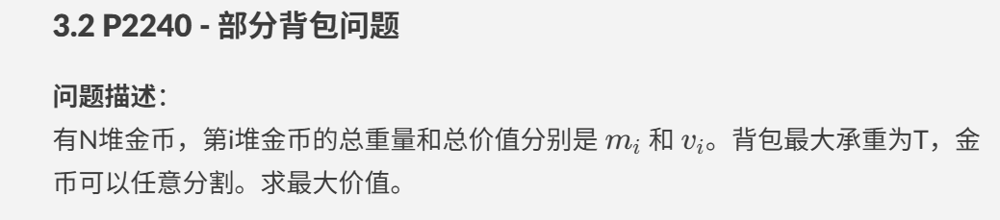 3.2 P2240 - 部分背包问题
问题描述：
有N堆金币，第i堆金币的总重量和总价值分别是 mᵢ 和 vᵢ。背包最大承重为T，金
币可以任意分割。求最大价值。